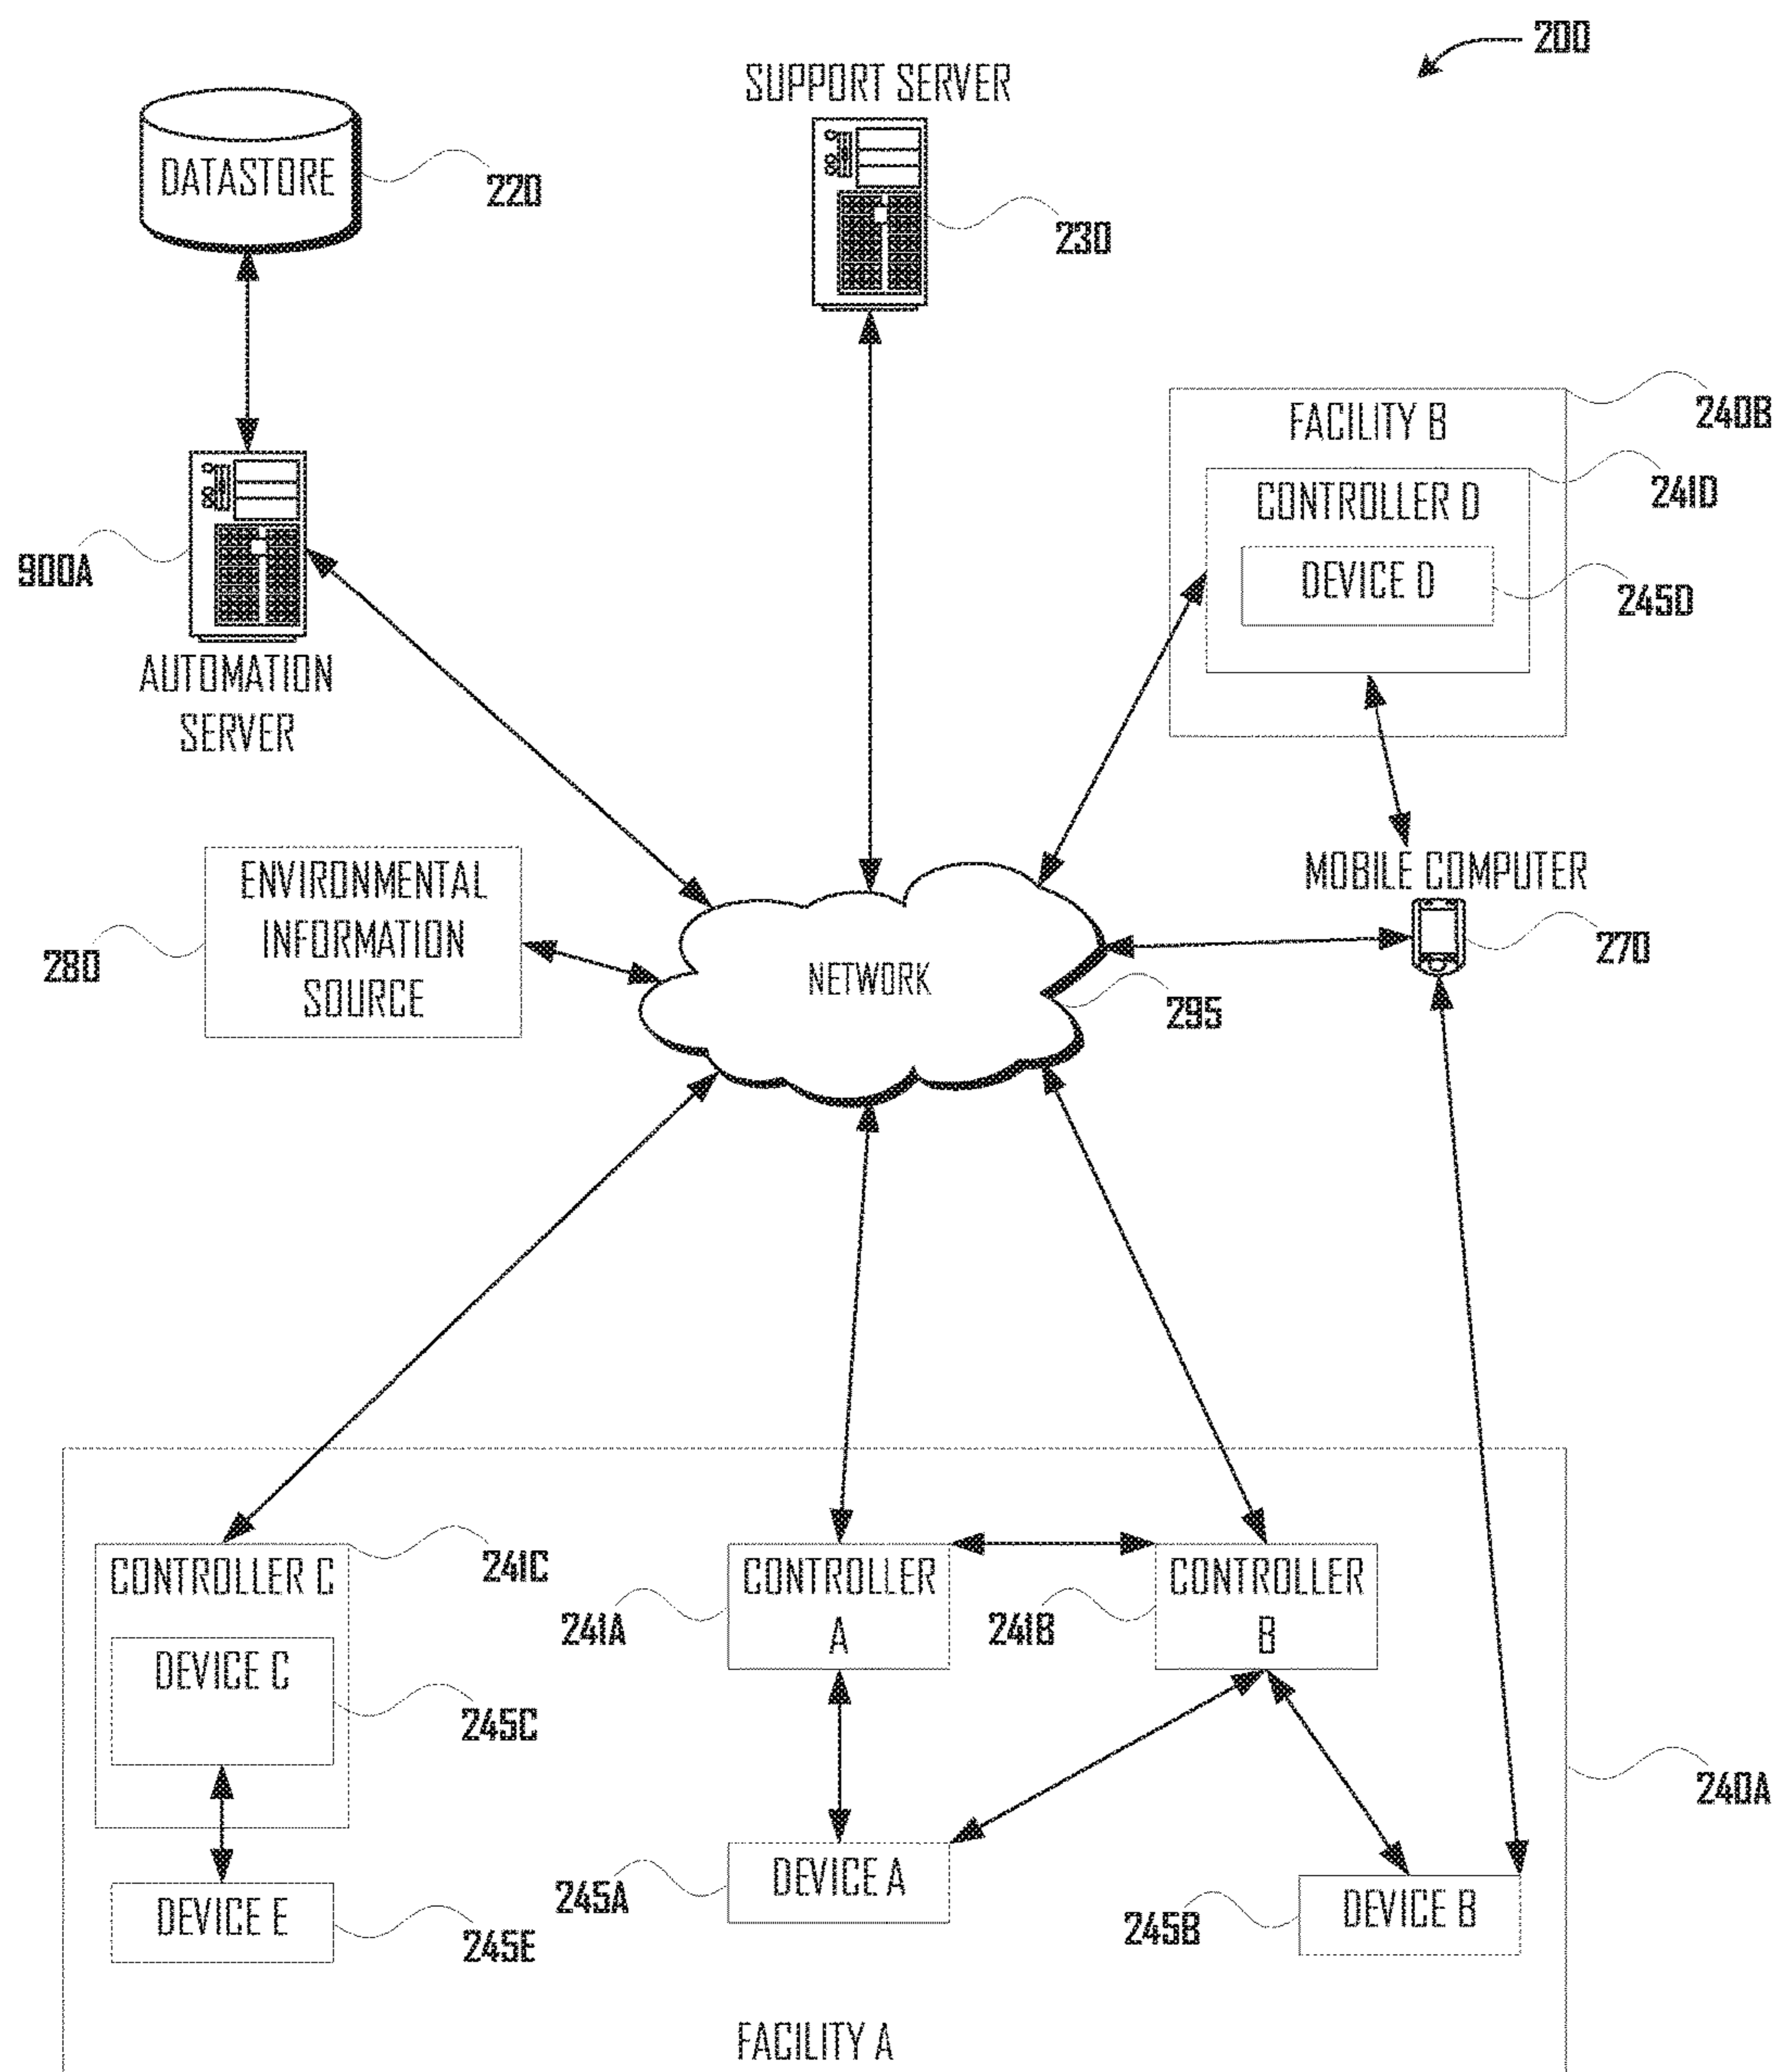 200
SUPPORT SERVER
DATASTORE
220
230
FACILITY B
240B
CONTROLLER D
241D
DEVICE D
245D
900A
AUTOMATION
SERVER
ENVIRONMENTAL
INFORMATION
SOURCE
280
MOBILE COMPUTER
270
NETWORK
295
CONTROLLER C
241C
DEVICE C
245C
CONTROLLER
A
241A
CONTROLLER
B
241B
240A
DEVICE E
245E
DEVICE A
245A
DEVICE B
245B
FACILITY A